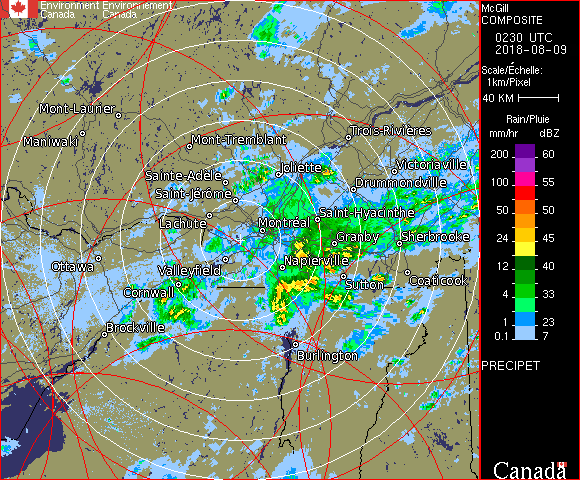 Environment Environnement
Canada Canada
McGill
COMPOSITE
0230 UTC
2018-08-09
Scale/Échelle:
1km/Pixel
40 KM
Rain/Pluie
mm/hr dBZ
200 60
100 55
50 50
24 45
12 40
4 33
1 23
0.1 7
PRECIPET
Canada
Mont-Laurier
Maniwaki
Mont-Tremblant
Trois-Rivières
Joliette
Victoriaville
Sainte-Adèle
Drummondville
Saint-Jérôme
Lachute
Saint-Hyacinthe
Montréal
Granby
Sherbrooke
Ottawa
Valleyfield
Napierville
Coaticook
Cornwall
Sutton
Brockville
Burlington